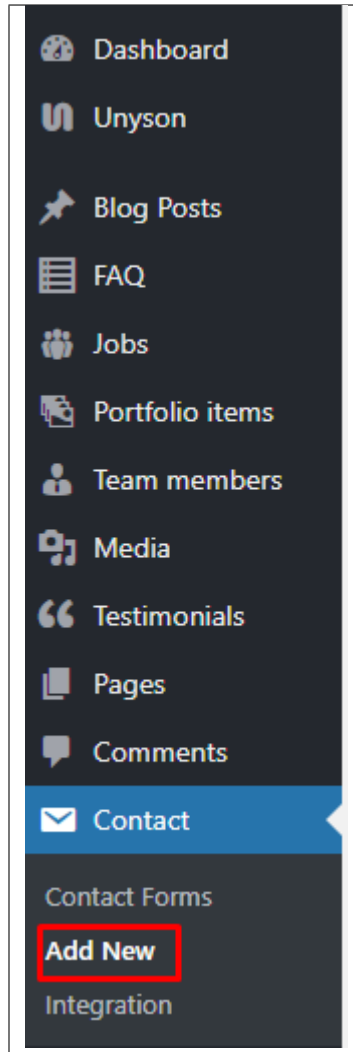 Dashboard
Unyson
Blog Posts
FAQ
Jobs
Portfolio items
Team members
Media
Testimonials
Pages
Comments
Contact
Contact Forms
Add New
Integration